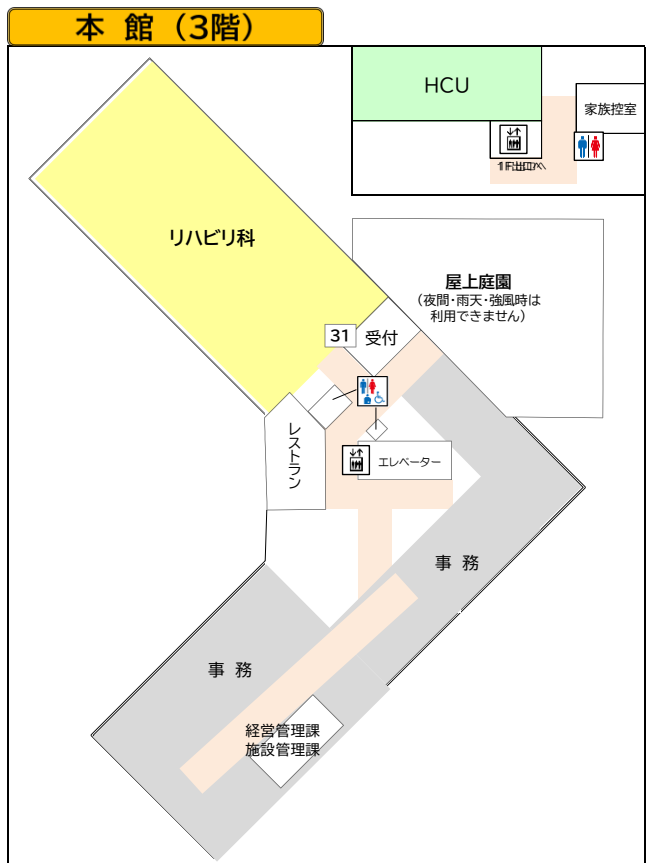 本 館 (3階)
HCU
家族控室
リハビリ科
屋上庭園
(夜間･雨天･強風時は
利用できません)
31 受付
レストラン
エレベーター
事 務
事 務
経営管理課
施設管理課